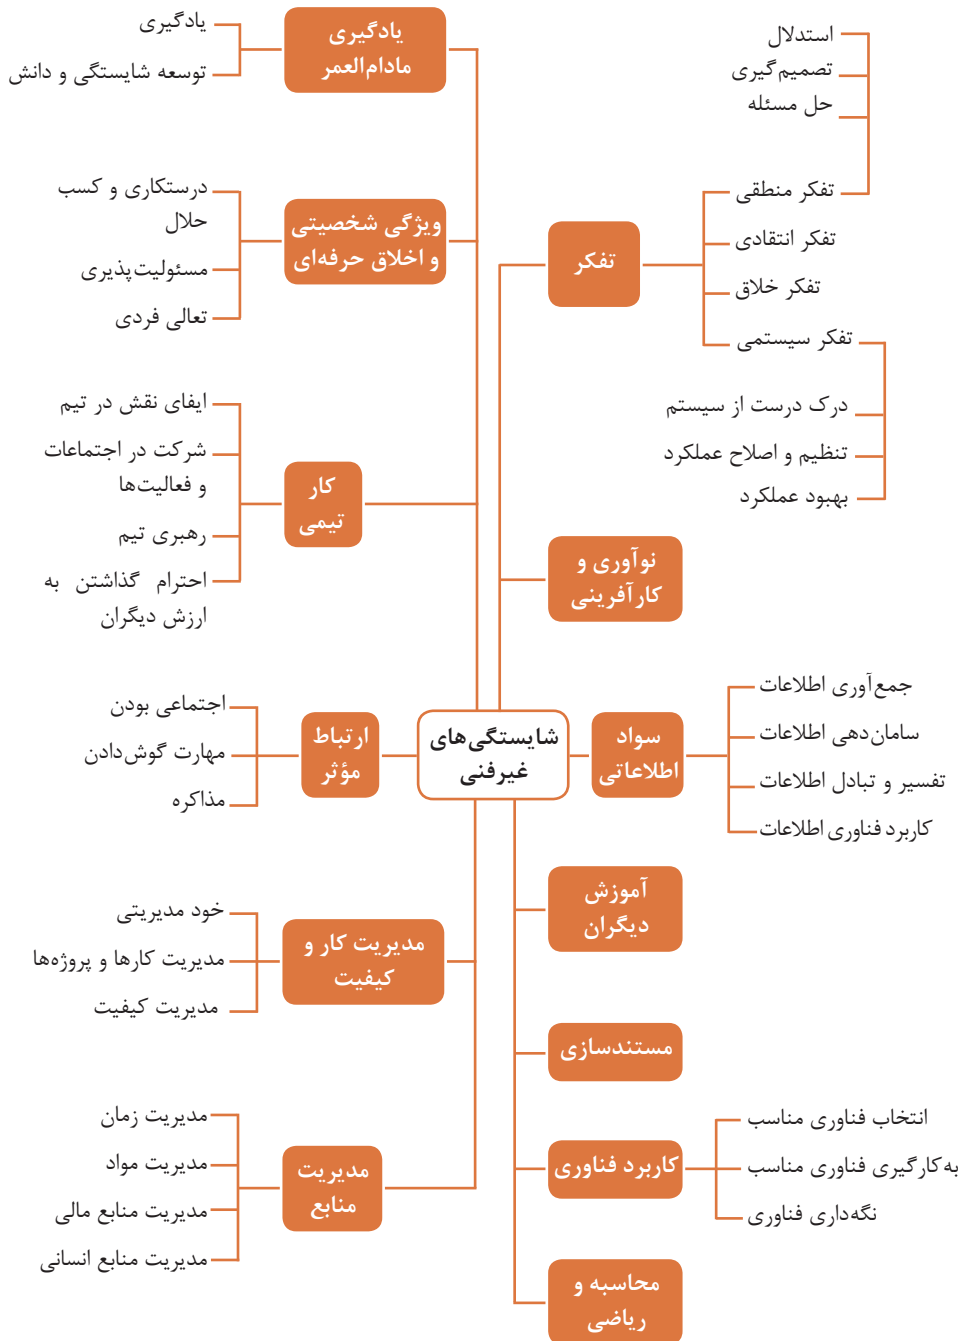 شایستگی‌های
غیرفنی
تفکر
استدلال
تصمیم‌گیری
حل مسئله
تفکر منطقی
تفکر انتقادی
تفکر خلاق
تفکر سیستمی
درک درست از سیستم
تنظیم و اصلاح عملکرد
بهبود عملکرد
نوآوری و
کارآفرینی
سواد
اطلاعاتی
جمع‌آوری اطلاعات
سامان‌دهی اطلاعات
تفسیر و تبادل اطلاعات
کاربرد فناوری اطلاعات
آموزش
دیگران
مستندسازی
کاربرد فناوری
انتخاب فناوری مناسب
به‌کارگیری فناوری مناسب
نگه‌داری فناوری
محاسبه و
ریاضی
یادگیری
مادام‌العمر
یادگیری
توسعه شایستگی و دانش
ویژگی شخصیتی
و اخلاق حرفه‌ای
درستکاری و کسب
حلال
مسئولیت‌پذیری
تعالی فردی
کار
تیمی
ایفای نقش در تیم
شرکت در اجتماعات
و فعالیت‌ها
رهبری تیم
احترام گذاشتن به
ارزش دیگران
ارتباط
مؤثر
اجتماعی بودن
مهارت گوش‌دادن
مذاکره
مدیریت کار و
کیفیت
خود مدیریتی
مدیریت کارها و پروژه‌ها
مدیریت کیفیت
مدیریت
منابع
مدیریت زمان
مدیریت مواد
مدیریت منابع مالی
مدیریت منابع انسانی